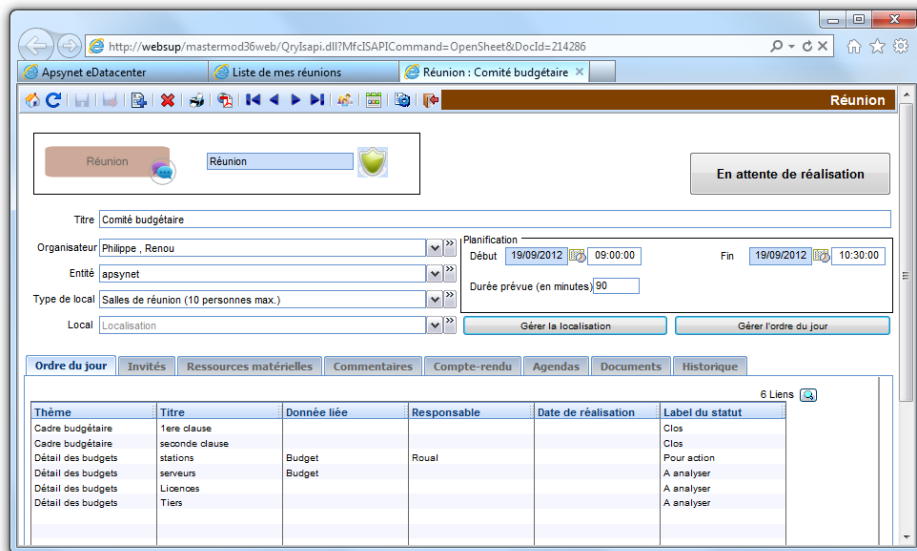 http://websup/mastermod36web/QryIsapi.dll?MfcISAPICommand=OpenSheet&DocId=214286
Apsynet eDatacenter
Liste de mes réunions
Réunion : Comité budgétaire
Réunion
Réunion
Réunion
En attente de réalisation
Titre Comité budgétaire
Organisateur Philippe , Renou
Entité apsynet
Type de local Salles de réunion (10 personnes max.)
Local Localisation
Planification
Début 19/09/2012 09:00:00 Fin 19/09/2012 10:30:00
Durée prévue (en minutes) 90
Gérer la localisation Gérer l'ordre du jour
Ordre du jour Invités Ressources matérielles Commentaires Compte-rendu Agendas Documents Historique
6 Liens
Thème Titre Donnée liée Responsable Date de réalisation Label du statut
Cadre budgétaire 1ere clause Clos
Cadre budgétaire seconde clause Clos
Détail des budgets stations Budget Roual Pour action
Détail des budgets serveurs Budget A analyser
Détail des budgets Licences A analyser
Détail des budgets Tiers A analyser